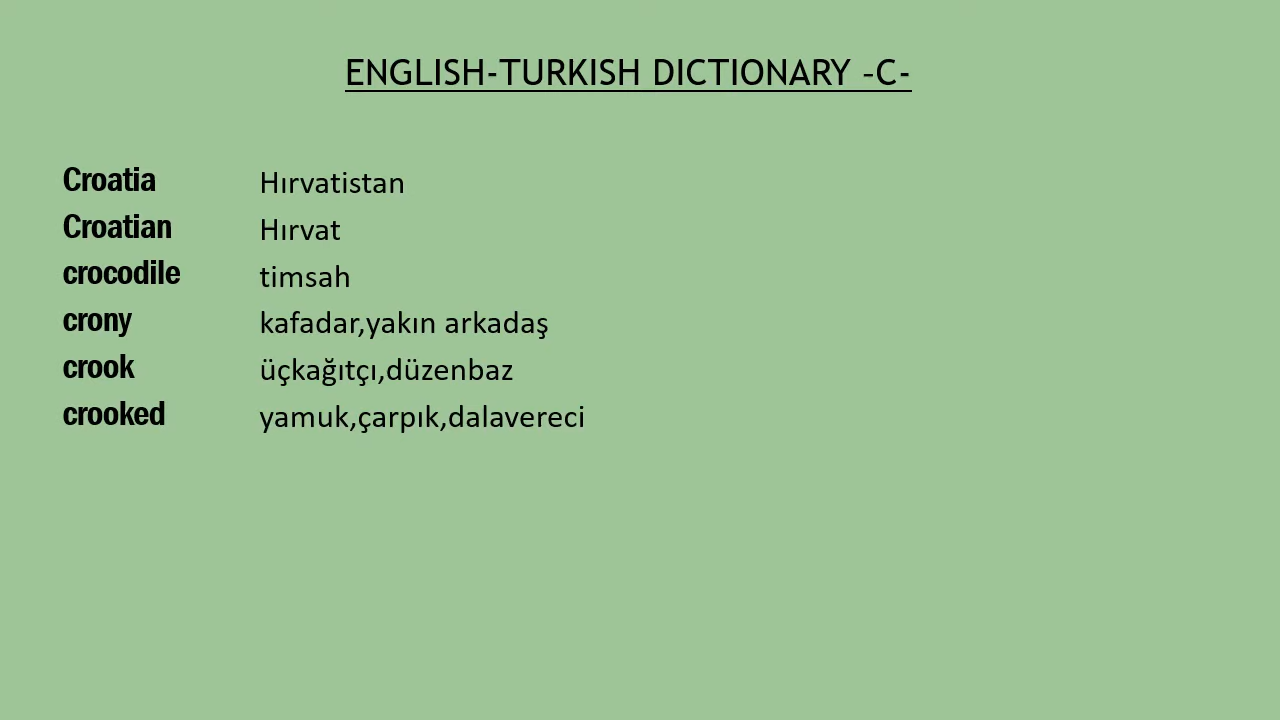 ENGLISH-TURKISH DICTIONARY –C-
Croatia Hırvatistan
Croatian Hırvat
crocodile timsah
crony kafadar,yakın arkadaş
crook üçkağıtçı,düzenbaz
crooked yamuk,çarpık,dalavereci